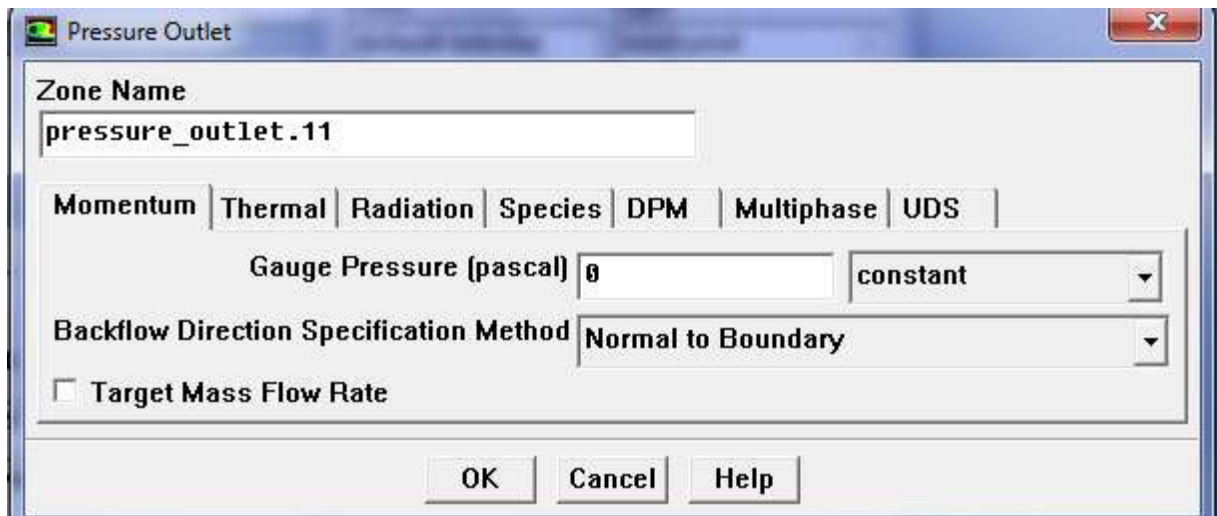 Pressure Outlet
Zone Name
pressure_outlet.11
Momentum Thermal Radiation Species DPM Multiphase UDS
Gauge Pressure (pascal) 0 constant
Backflow Direction Specification Method Normal to Boundary
Target Mass Flow Rate
OK Cancel Help